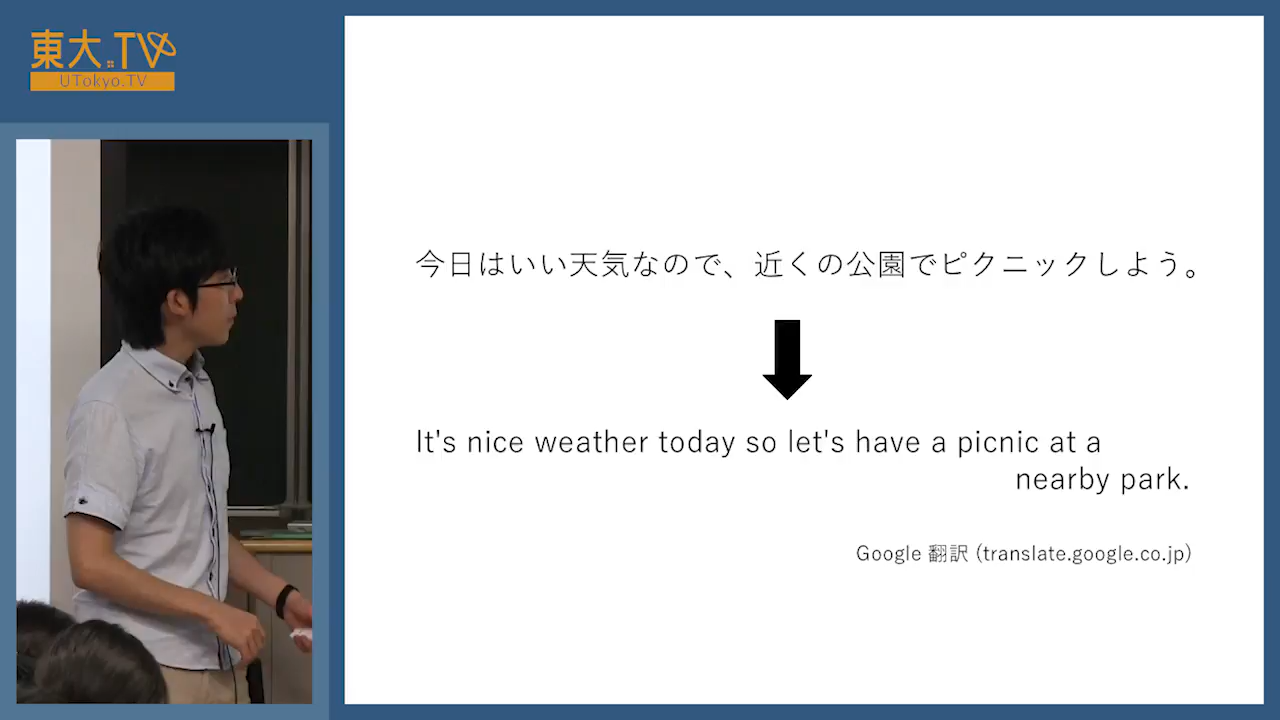 東大.TV
UTokyo.TV
今日はいい天気なので、近くの公園でピクニックしよう。
It's nice weather today so let's have a picnic at a
nearby park.
Google 翻訳 (translate.google.co.jp)